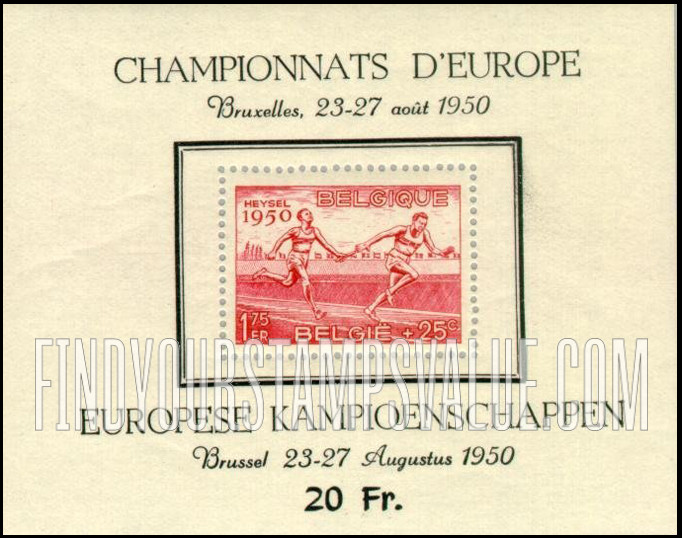 CHAMPIONNATS D'EUROPE
Bruxelles, 23-27 août 1950
HEYSEL BELGIQUE
1950
1.75 FR BELGIË +25c
FINDYOURSTAMPSVALUE.COM
EUROPESE KAMPIOENSCHAPPEN
Brussel 23-27 Augustus 1950
20 Fr.